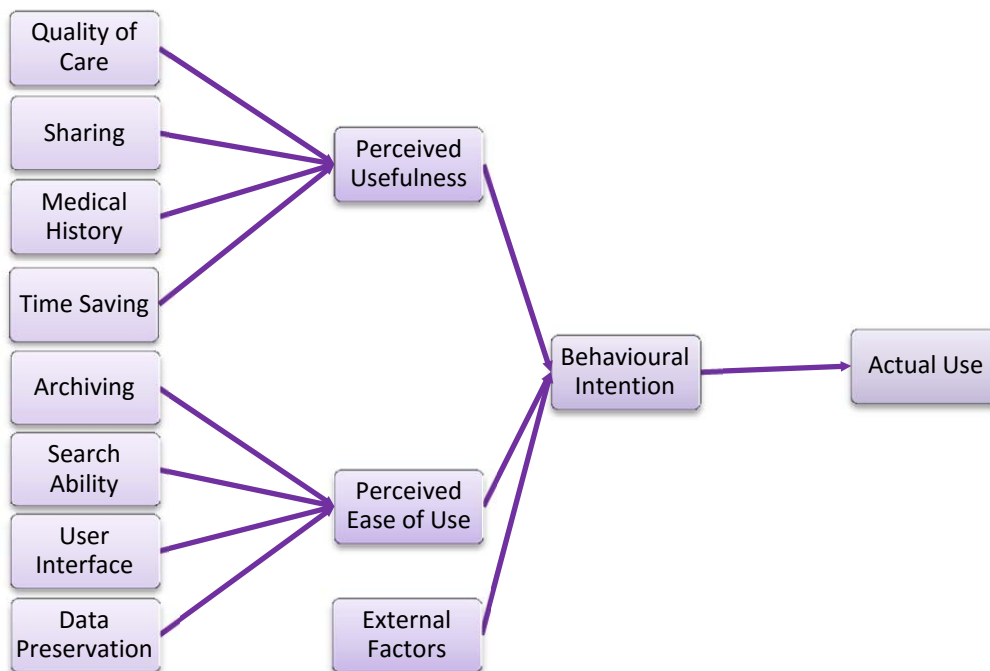 Quality of
Care
Sharing
Medical
History
Time Saving
Archiving
Search
Ability
User
Interface
Data
Preservation
Perceived
Usefulness
Perceived
Ease of Use
External
Factors
Behavioural
Intention
Actual Use